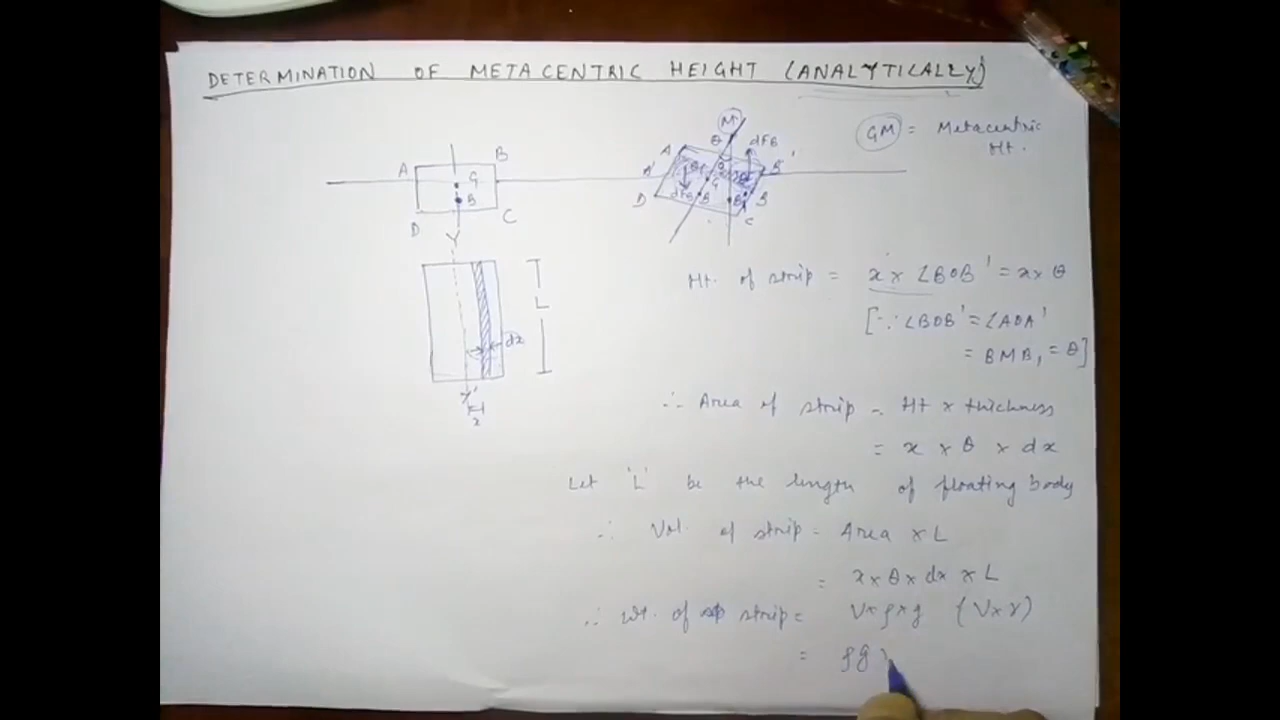 DETERMINATION OF METACENTRIC HEIGHT (ANALYTICALLY)
GM = Metacentric
Ht.
A B
G
B
D C
Y
L
dx
Y'
x
M
θ dFB
A B'
A'
G
D dFB B B
C
Ht. of strip = x × ∠BOB' = x × θ
[∵ ∠BOB' = ∠AOA'
= BMB₁ = θ]
∴ Area of strip = Ht × thickness
= x × θ × dx
Let 'L' be the length of floating body
∴ Vol. of strip = Area × L
= x × θ × dx × L
∴ Wt. of strip = V × ρ × g (V × γ)
= ρg